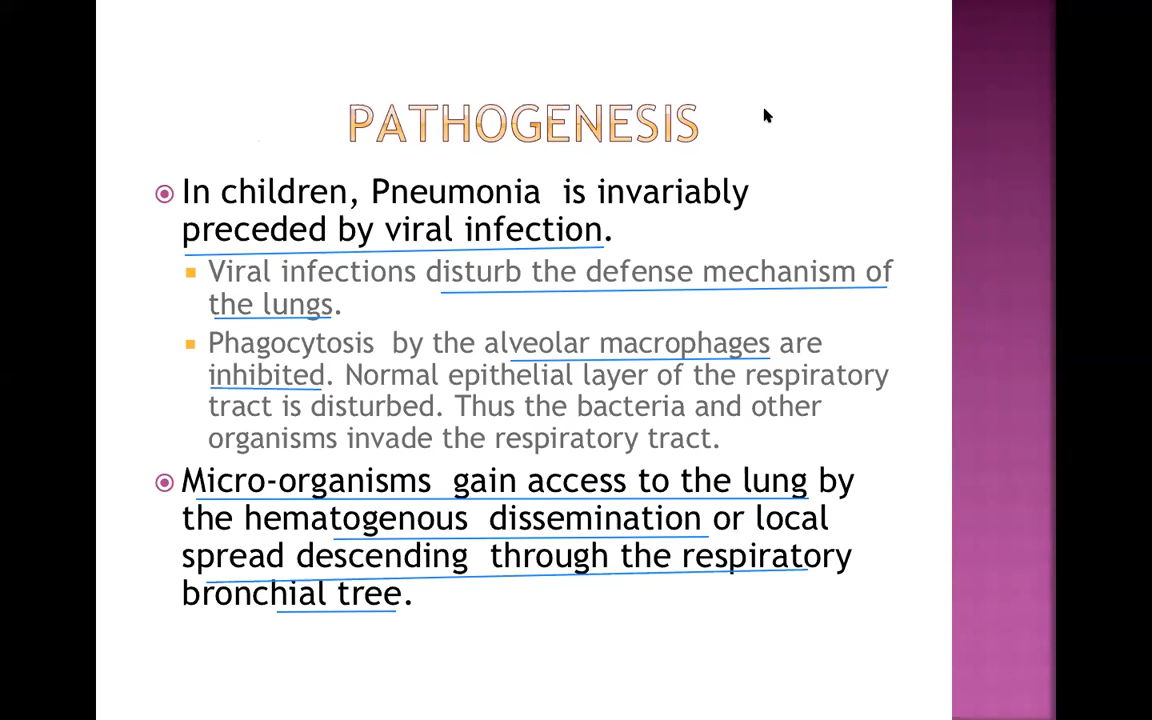 PATHOGENESIS
In children, Pneumonia is invariably
preceded by viral infection.
Viral infections disturb the defense mechanism of
the lungs.
Phagocytosis by the alveolar macrophages are
inhibited. Normal epithelial layer of the respiratory
tract is disturbed. Thus the bacteria and other
organisms invade the respiratory tract.
Micro-organisms gain access to the lung by
the hematogenous dissemination or local
spread descending through the respiratory
bronchial tree.